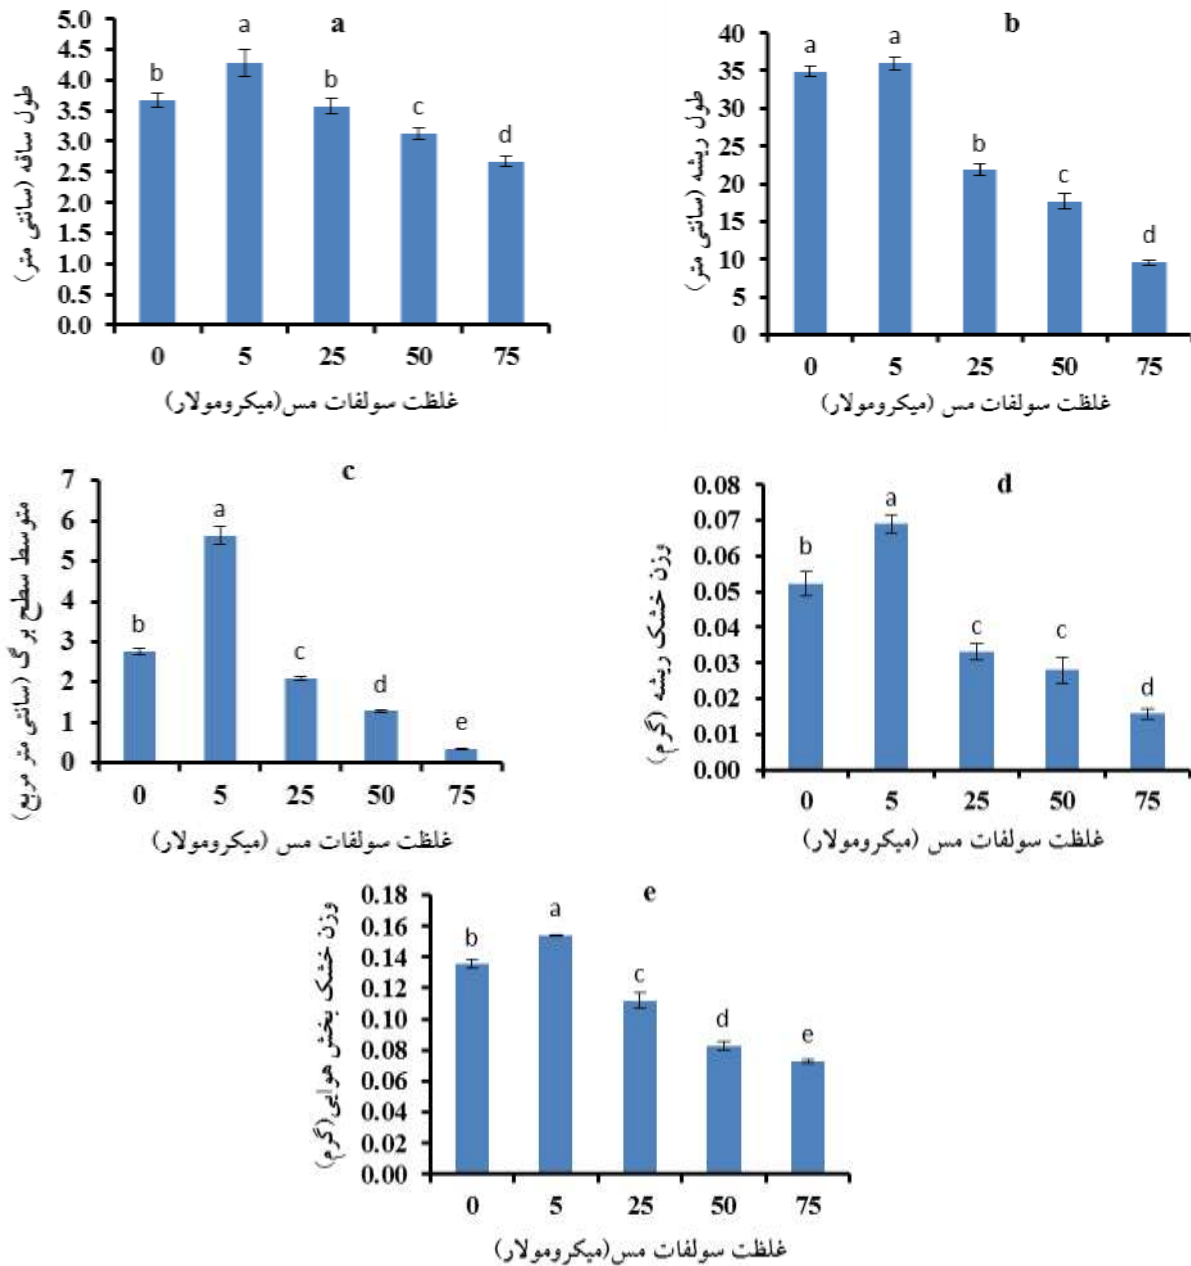 a
طول ساقه (سانتی متر)
5.0
4.5
4.0
3.5
3.0
2.5
2.0
1.5
1.0
0.5
0.0
b
a
b
c
d
0 5 25 50 75
غلظت سولفات مس(میکرومولار)
b
طول ریشه (سانتی متر)
40
35
30
25
20
15
10
5
0
a
a
b
c
d
0 5 25 50 75
غلظت سولفات مس (میکرومولار)
c
متوسط سطح برگ (سانتی متر مربع)
7
6
5
4
3
2
1
0
b
a
c
d
e
0 5 25 50 75
غلظت سولفات مس (میکرومولار)
d
وزن خشک ریشه (گرم)
0.08
0.07
0.06
0.05
0.04
0.03
0.02
0.01
0.00
b
a
c
c
d
0 5 25 50 75
غلظت سولفات مس (میکرومولار)
e
وزن خشک بخش هوایی(گرم)
0.18
0.16
0.14
0.12
0.10
0.08
0.06
0.04
0.02
0.00
b
a
c
d
e
0 5 25 50 75
غلظت سولفات مس(میکرومولار)